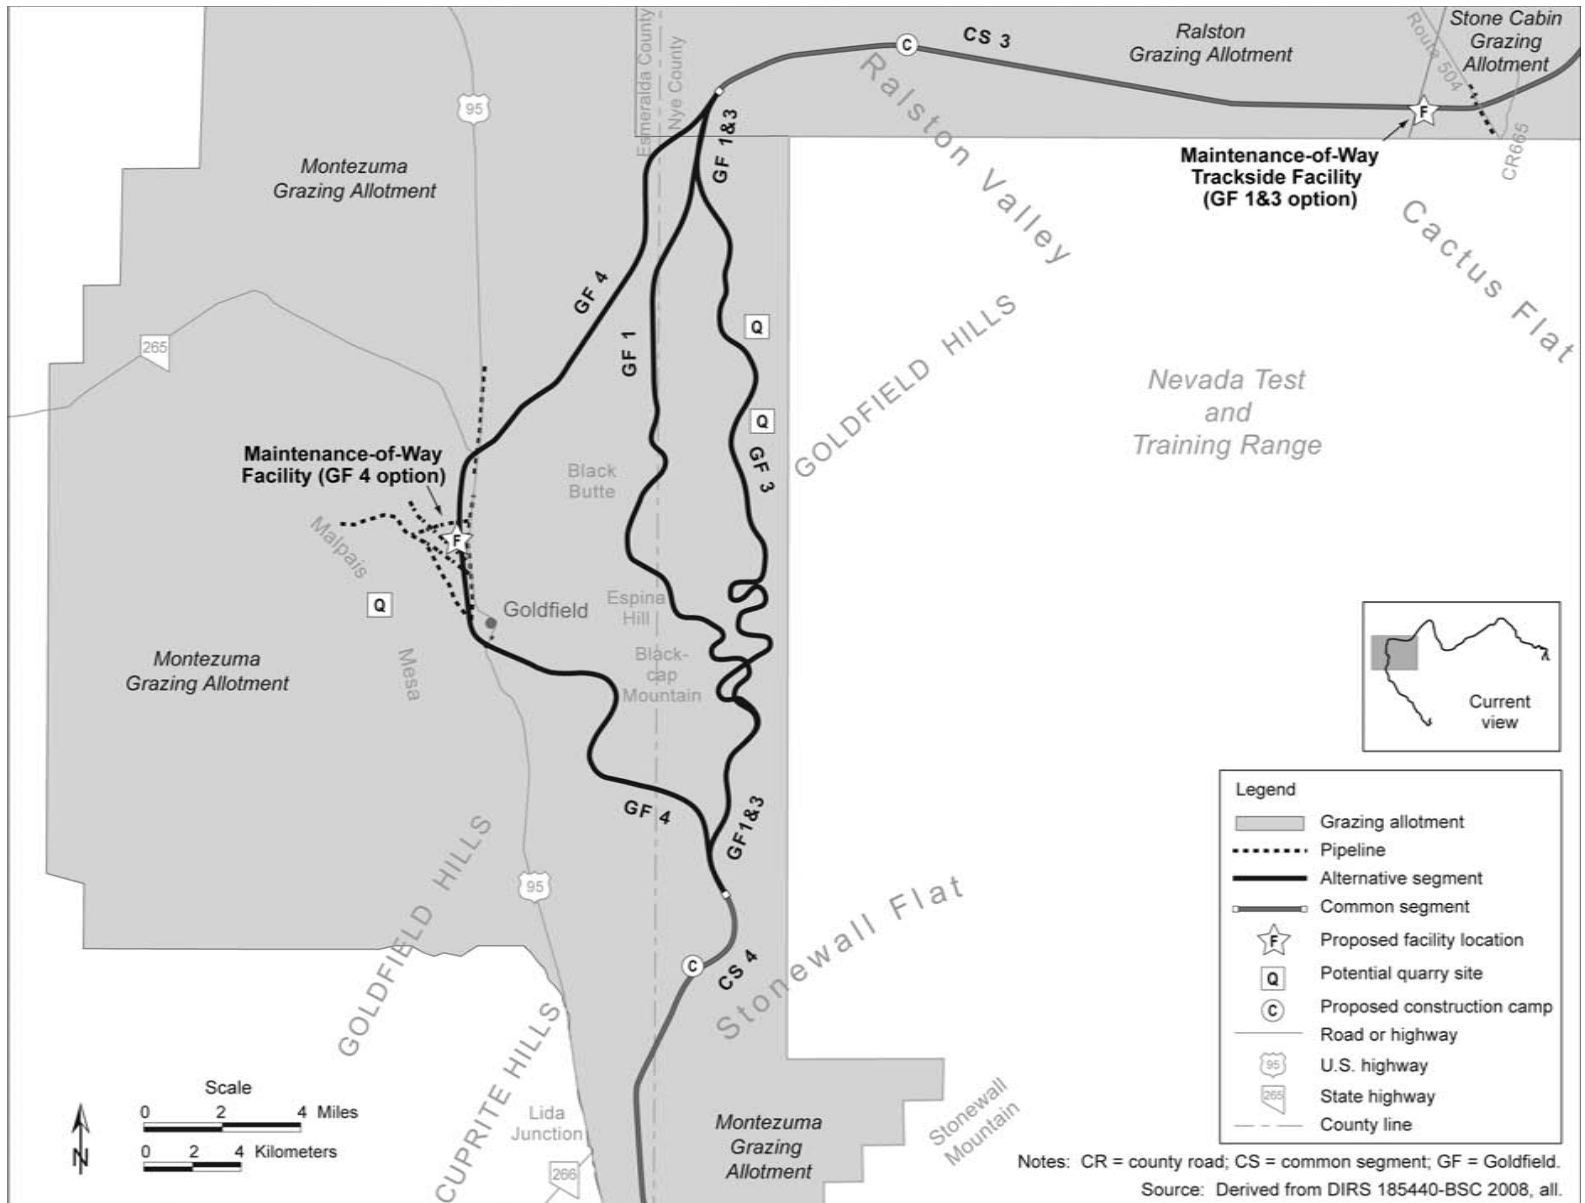 Esmeralda County
Nye County
CS 3
C
Ralston
Grazing Allotment
Route 504
Stone Cabin
Grazing
Allotment
95
F
CR665
Maintenance-of-Way
Trackside Facility
(GF 1&3 option)
Montezuma
Grazing Allotment
GF 1&3
Ralston Valley
Cactus Flat
265
GF 4
GF 1
Q
Q
GF 3
GOLDFIELD HILLS
Nevada Test
and
Training Range
Maintenance-of-Way
Facility (GF 4 option)
Black
Butte
F
Malpais
Mesa
Q
Goldfield
Espina
Hill
Black-
cap
Mountain
Montezuma
Grazing Allotment
Current
view
GF 4
GF1&3
GOLDFIELD HILLS
95
C
CS 4
Stonewall Flat
CUPRITE HILLS
Lida
Junction
266
Montezuma
Grazing
Allotment
Stonewall
Mountain
Scale
0 2 4 Miles
0 2 4 Kilometers
N
Legend
Grazing allotment
Pipeline
Alternative segment
Common segment
F Proposed facility location
Q Potential quarry site
C Proposed construction camp
Road or highway
95 U.S. highway
265 State highway
County line
Notes: CR = county road; CS = common segment; GF = Goldfield.
Source: Derived from DIRS 185440-BSC 2008, all.